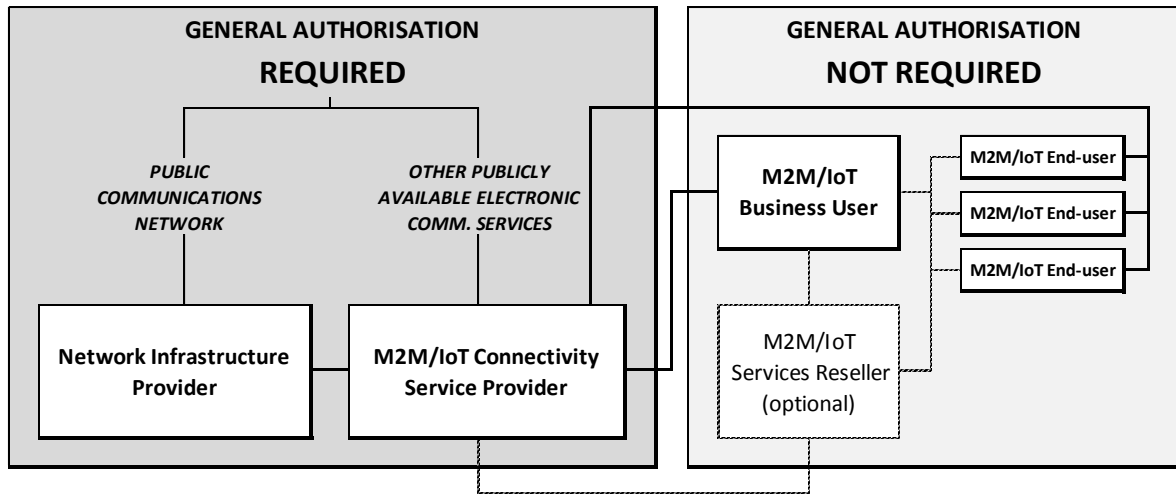 GENERAL AUTHORISATION
REQUIRED
PUBLIC
COMMUNICATIONS
NETWORK
OTHER PUBLICLY
AVAILABLE ELECTRONIC
COMM. SERVICES
Network Infrastructure
Provider
M2M/IoT Connectivity
Service Provider
GENERAL AUTHORISATION
NOT REQUIRED
M2M/IoT
Business User
M2M/IoT End-user
M2M/IoT End-user
M2M/IoT End-user
M2M/IoT
Services Reseller
(optional)